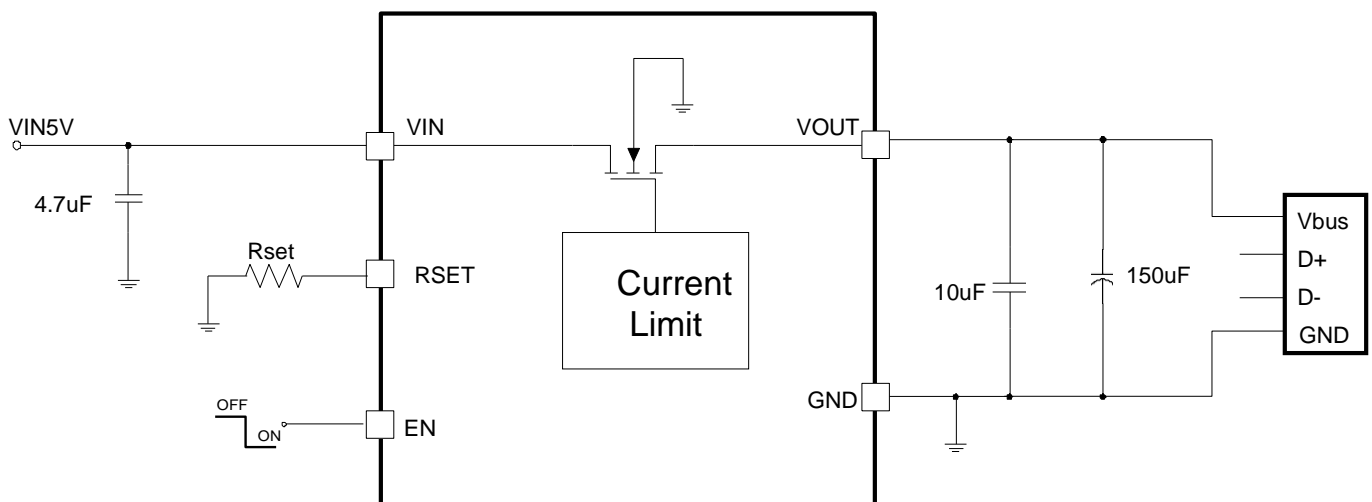 VIN5V
4.7uF
Rset
OFF
ON
VIN
RSET
EN
Current
Limit
VOUT
GND
10uF
150uF
Vbus
D+
D-
GND